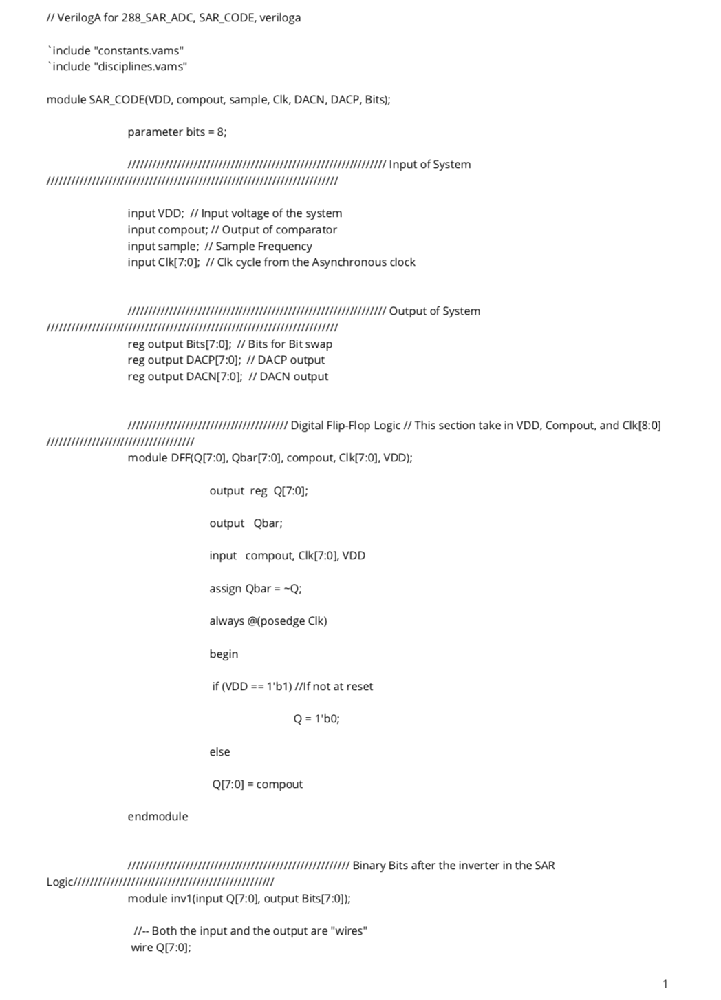 // VerilogA for 288_SAR_ADC, SAR_CODE, veriloga
`include "constants.vams"
`include "disciplines.vams"
module SAR_CODE(VDD, compout, sample, Clk, DACN, DACP, Bits);
parameter bits = 8;
/////////////////////////////////////////////////////////////// Input of System
///////////////////////////////////////////////////////////////////////
input VDD;  // Input voltage of the system
input compout; // Output of comparator
input sample;  // Sample Frequency
input Clk[7:0];  // Clk cycle from the Asynchronous clock
/////////////////////////////////////////////////////////////// Output of System
///////////////////////////////////////////////////////////////////////
reg output Bits[7:0];  // Bits for Bit swap
reg output DACP[7:0];  // DACP output
reg output DACN[7:0];  // DACN output
/////////////////////////////////////// Digital Flip-Flop Logic // This section take in VDD, Compout, and Clk[8:0]
////////////////////////////////////
module DFF(Q[7:0], Qbar[7:0], compout, Clk[7:0], VDD);
output  reg  Q[7:0];
output   Qbar;
input   compout, Clk[7:0], VDD
assign Qbar = ~Q;
always @(posedge Clk)
begin
if (VDD == 1'b1) //If not at reset
Q = 1'b0;
else
Q[7:0] = compout
endmodule
////////////////////////////////////////////////////// Binary Bits after the inverter in the SAR
Logic/////////////////////////////////////////////////
module inv1(input Q[7:0], output Bits[7:0]);
//-- Both the input and the output are "wires"
wire Q[7:0];
1